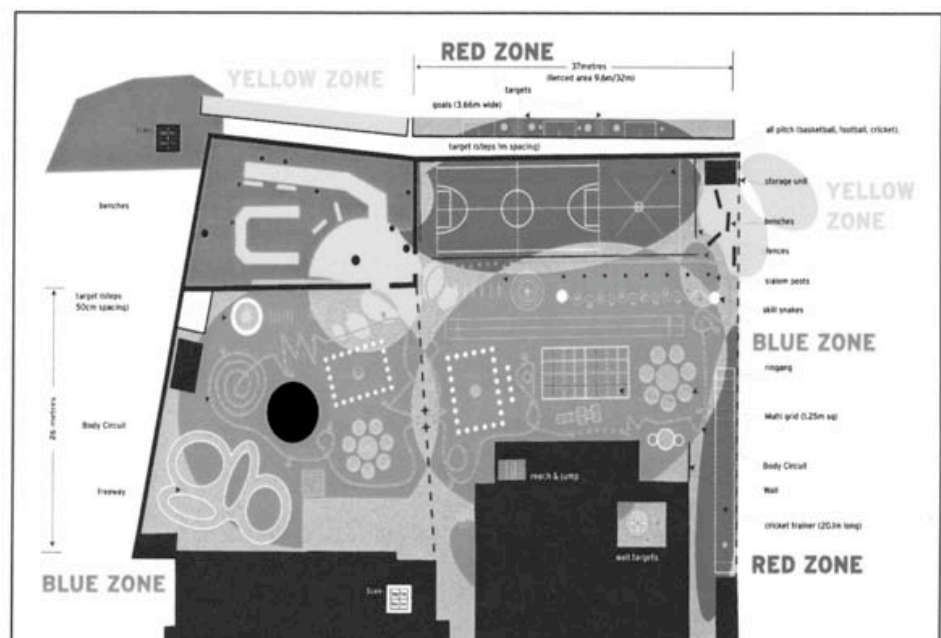 RED ZONE
37metres
(fenced area 9.6m/32m)
YELLOW ZONE
targets
goals (3.66m wide)
target (steps 1m spacing)
all pitch (basketball, football, cricket).
storage unit
YELLOW
ZONE
benches
benches
fences
slalom posts
target (steps
50cm spacing)
skill snakes
BLUE ZONE
26 metres
Multi grid (1.25m sq)
Body Circuit
Body Circuit
reach & jump
Wall
Freeway
cricket trainer (20.1m long)
wall targets
RED ZONE
BLUE ZONE